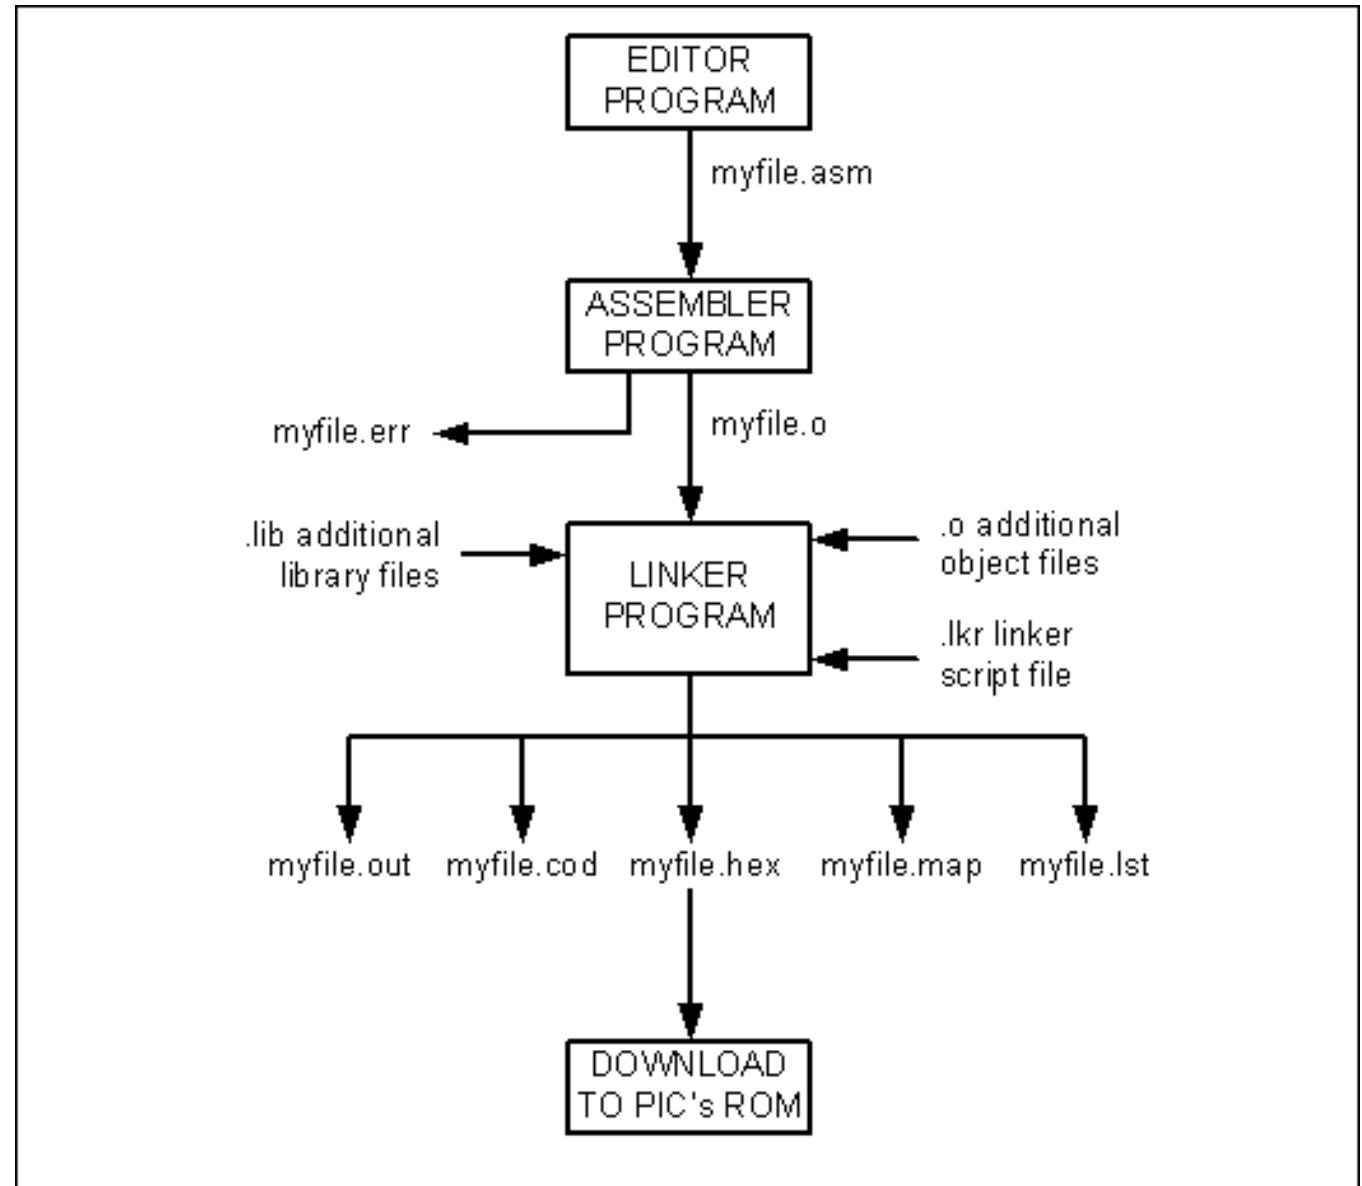 EDITOR
PROGRAM
myfile.asm
ASSEMBLER
PROGRAM
myfile.err
myfile.o
.lib additional
library files
LINKER
PROGRAM
.o additional
object files
.lkr linker
script file
myfile.out
myfile.cod
myfile.hex
myfile.map
myfile.lst
DOWNLOAD
TO PIC's ROM